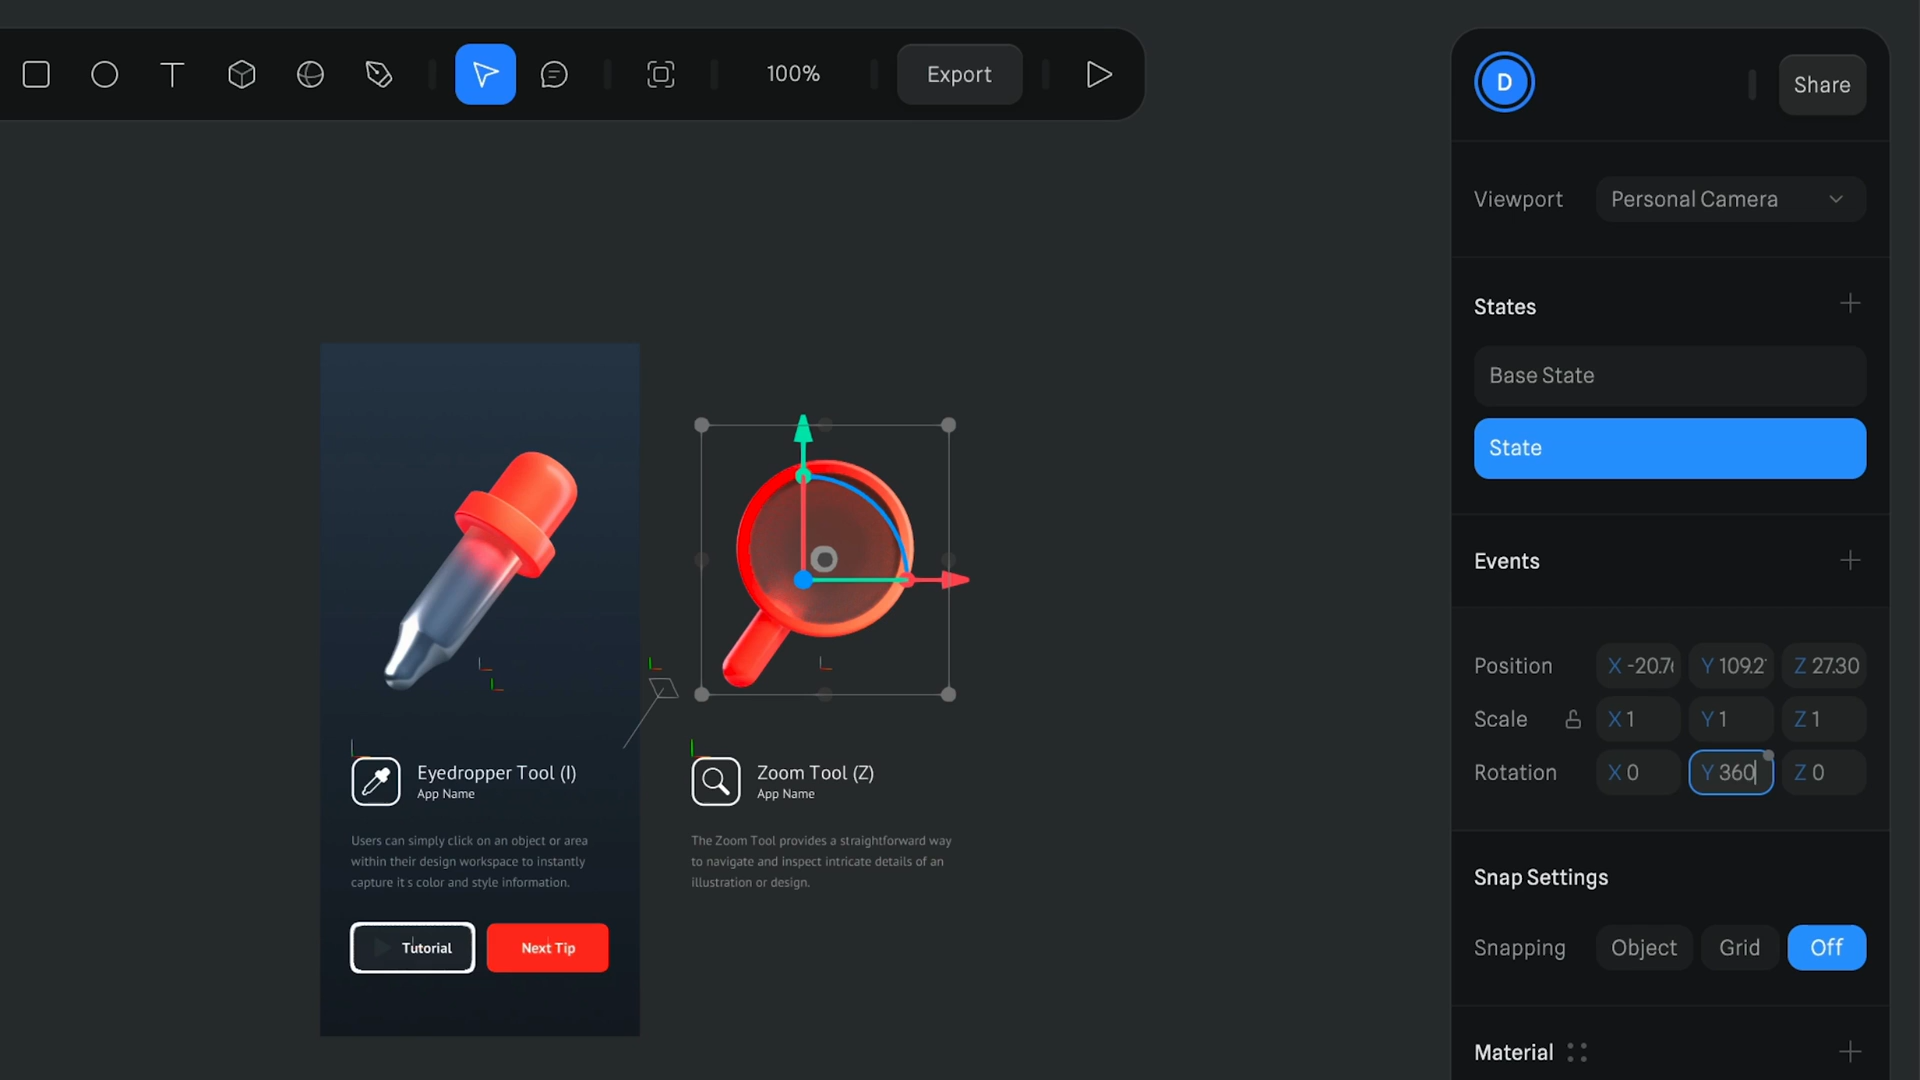 100%
Export
D
Share
Viewport
Personal Camera
States
Base State
State
Events
Position
X -20.7
Y 109.2
Z 27.30
Scale
X 1
Y 1
Z 1
Rotation
X 0
Y 360
Z 0
Snap Settings
Snapping
Object
Grid
Off
Material
Eyedropper Tool (I)
App Name
Users can simply click on an object or area
within their design workspace to instantly
capture it s color and style information.
Tutorial
Next Tip
Zoom Tool (Z)
App Name
The Zoom Tool provides a straightforward way
to navigate and inspect intricate details of an
illustration or design.